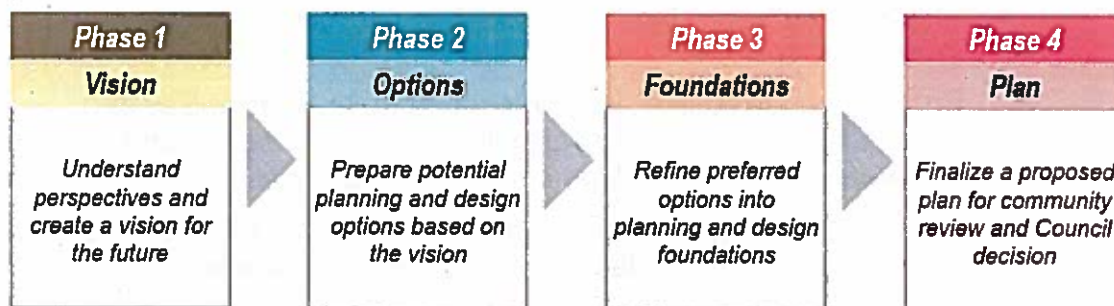 Phase 1
Vision
Understand
perspectives and
create a vision for
the future
Phase 2
Options
Prepare potential
planning and design
options based on
the vision
Phase 3
Foundations
Refine preferred
options into
planning and design
foundations
Phase 4
Plan
Finalize a proposed
plan for community
review and Council
decision